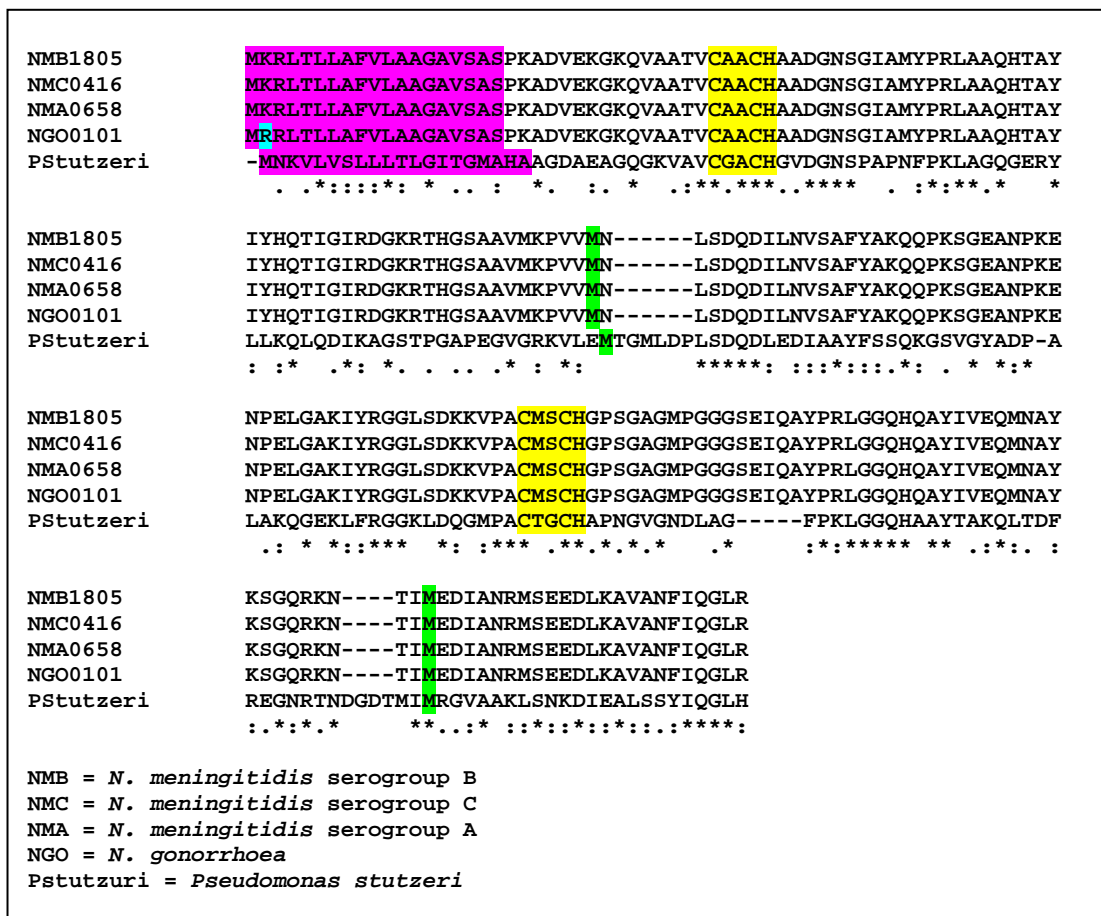 NMB1805 MKRLTLLAFVLAAGAVSASPKADVEKGKQVAATVCAACHAADGNSGIAMYPRLAAQHTAY
NMC0416 MKRLTLLAFVLAAGAVSASPKADVEKGKQVAATVCAACHAADGNSGIAMYPRLAAQHTAY
NMA0658 MKRLTLLAFVLAAGAVSASPKADVEKGKQVAATVCAACHAADGNSGIAMYPRLAAQHTAY
NGO0101 MRRLTLLAFVLAAGAVSASPKADVEKGKQVAATVCAACHAADGNSGIAMYPRLAAQHTAY
PStutzeri -MNKVLVSLLLTLGITGMAHAAGDAEAGQGKVAVCGACHGVDGNSPAPNFPKLAGQGERY
. .*::::*: * .. : *. :. * .:**.***..**** . :*:**.* *
NMB1805 IYHQTIGIRDGKRTHGSAAVMKPVVMN------LSDQDILNVSAFYAKQQPKSGEANPKE
NMC0416 IYHQTIGIRDGKRTHGSAAVMKPVVMN------LSDQDILNVSAFYAKQQPKSGEANPKE
NMA0658 IYHQTIGIRDGKRTHGSAAVMKPVVMN------LSDQDILNVSAFYAKQQPKSGEANPKE
NGO0101 IYHQTIGIRDGKRTHGSAAVMKPVVMN------LSDQDILNVSAFYAKQQPKSGEANPKE
PStutzeri LLKQLQDIKAGSTPGAPEGVGRKVLEMTGMLDPLSDQDLEDIAAYFSSQKGSVGYADP-A
: :* .*: *. . .. .* : *: *****: :::*::.*: . * *:*
NMB1805 NPELGAKIYRGGLSDKKVPACMSCHGPSGAGMPGGGSEIQAYPRLGGQHQAYIVEQMNAY
NMC0416 NPELGAKIYRGGLSDKKVPACMSCHGPSGAGMPGGGSEIQAYPRLGGQHQAYIVEQMNAY
NMA0658 NPELGAKIYRGGLSDKKVPACMSCHGPSGAGMPGGGSEIQAYPRLGGQHQAYIVEQMNAY
NGO0101 NPELGAKIYRGGLSDKKVPACMSCHGPSGAGMPGGGSEIQAYPRLGGQHQAYIVEQMNAY
PStutzeri LAKQGEKLFRGGKLDQGMPACTGCHAPNGVGNDLAG-----FPKLGGQHAAYTAKQLTDF
.: * *::*** *: :*** .**.*.*.* .* :*:***** ** .:*:. :
NMB1805 KSGQRKN----TIMEDIANRMSEEDLKAVANFIQGLR
NMC0416 KSGQRKN----TIMEDIANRMSEEDLKAVANFIQGLR
NMA0658 KSGQRKN----TIMEDIANRMSEEDLKAVANFIQGLR
NGO0101 KSGQRKN----TIMEDIANRMSEEDLKAVANFIQGLR
PStutzeri REGNRTNDGDTMIMRGVAAKLSNKDIEALSSYIQGLH
:.*:*.* **..:* ::*::*::*::.:****:
NMB = N. meningitidis serogroup B
NMC = N. meningitidis serogroup C
NMA = N. meningitidis serogroup A
NGO = N. gonorrhoea
Pstutzuri = Pseudomonas stutzeri